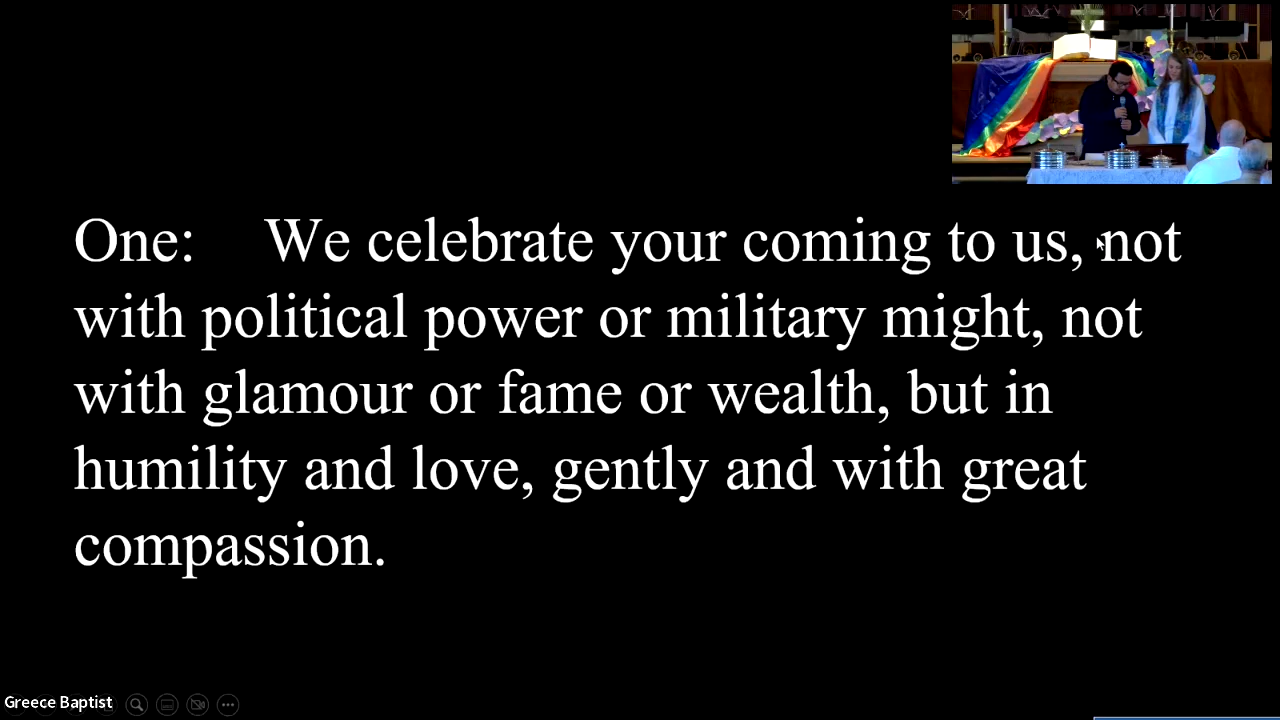 One: We celebrate your coming to us, not
with political power or military might, not
with glamour or fame or wealth, but in
humility and love, gently and with great
compassion.
Greece Baptist